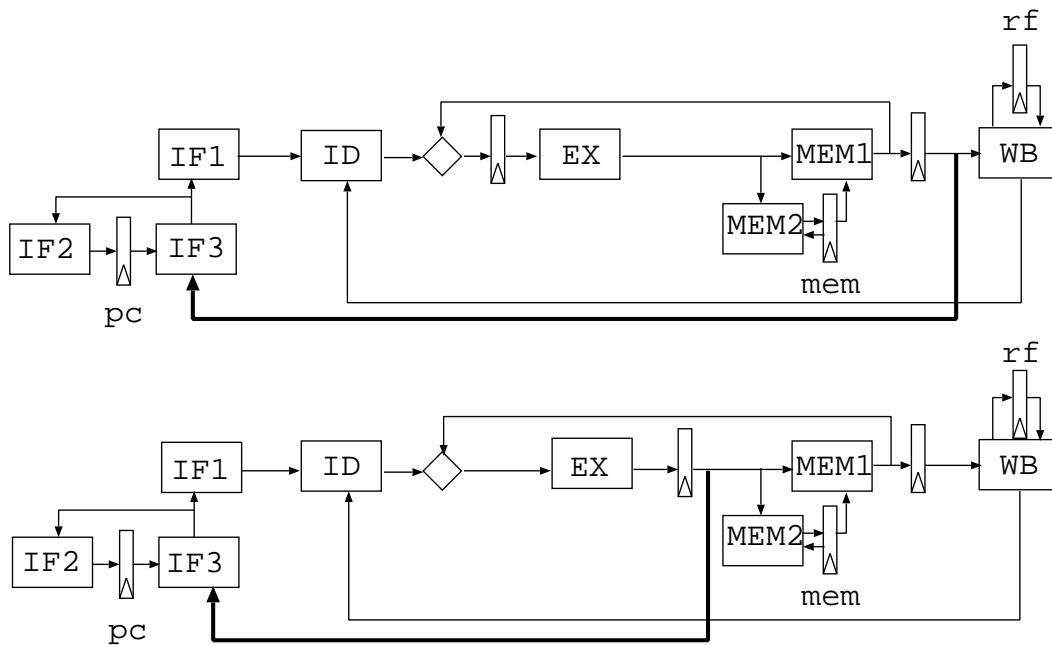 rf
IF1 ID EX MEM1 WB
IF2 IF3 MEM2
mem
pc
rf
IF1 ID EX MEM1 WB
IF2 IF3 MEM2
mem
pc